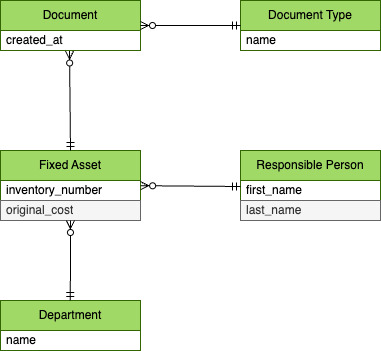 Document
created_at
Document Type
name
Fixed Asset
inventory_number
original_cost
Responsible Person
first_name
last_name
Department
name